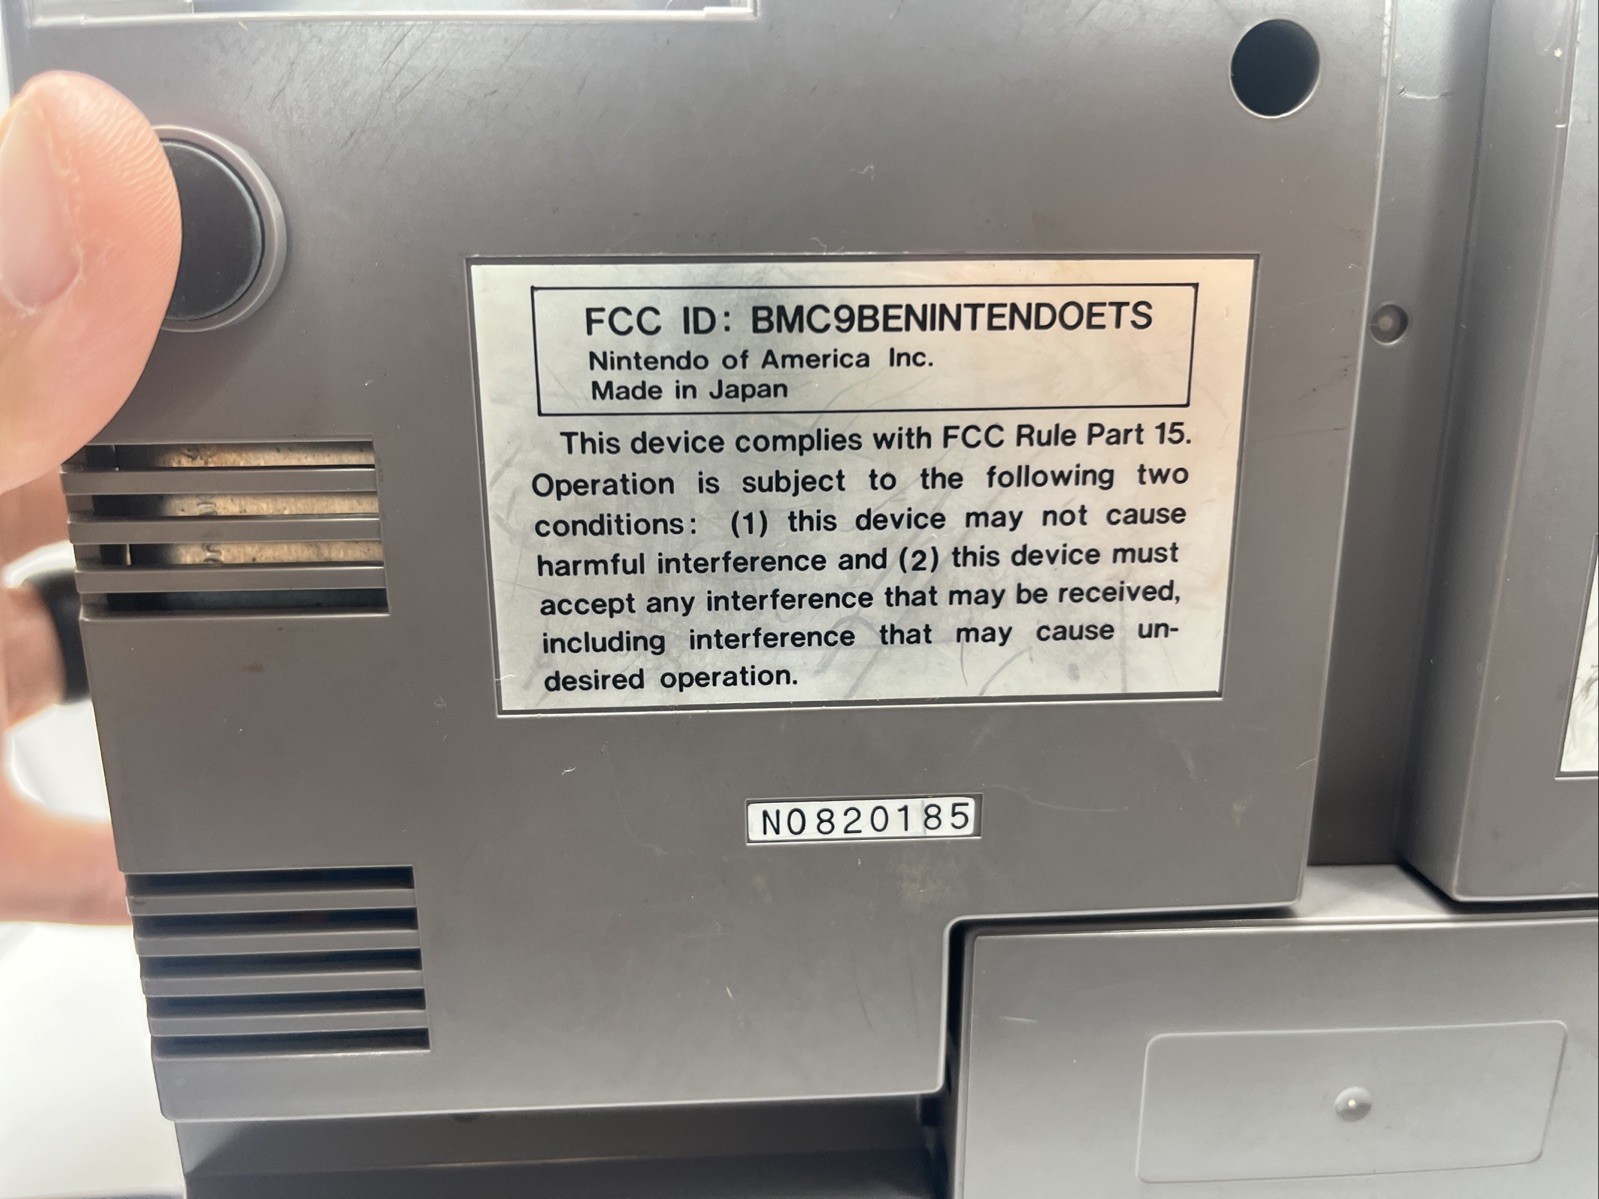 FCC ID: BMC9BENINTENDOETS
Nintendo of America Inc.
Made in Japan
This device complies with FCC Rule Part 15.
Operation is subject to the following two
conditions: (1) this device may not cause
harmful interference and (2) this device must
accept any interference that may be received,
including interference that may cause un-
desired operation.
N0820185